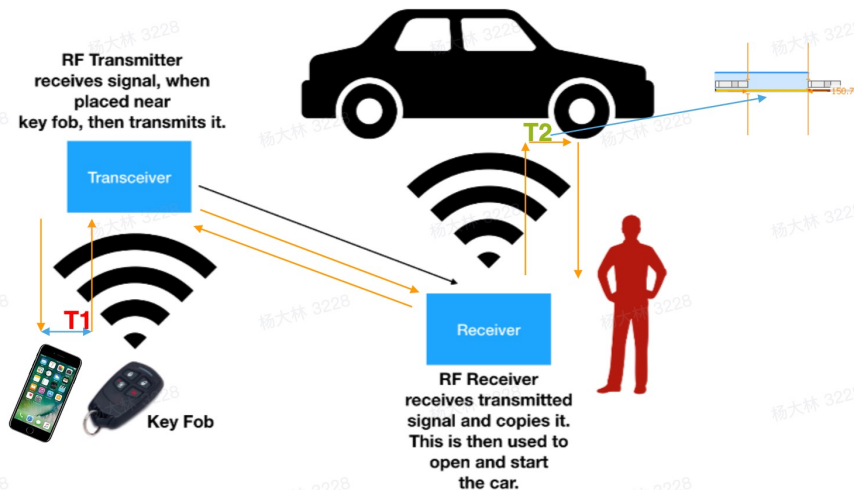 RF Transmitter
receives signal, when
placed near
key fob, then transmits it.
Transceiver
T1
Key Fob
T2
150.7
Receiver
RF Receiver
receives transmitted
signal and copies it.
This is then used to
open and start
the car.
杨大林 3228